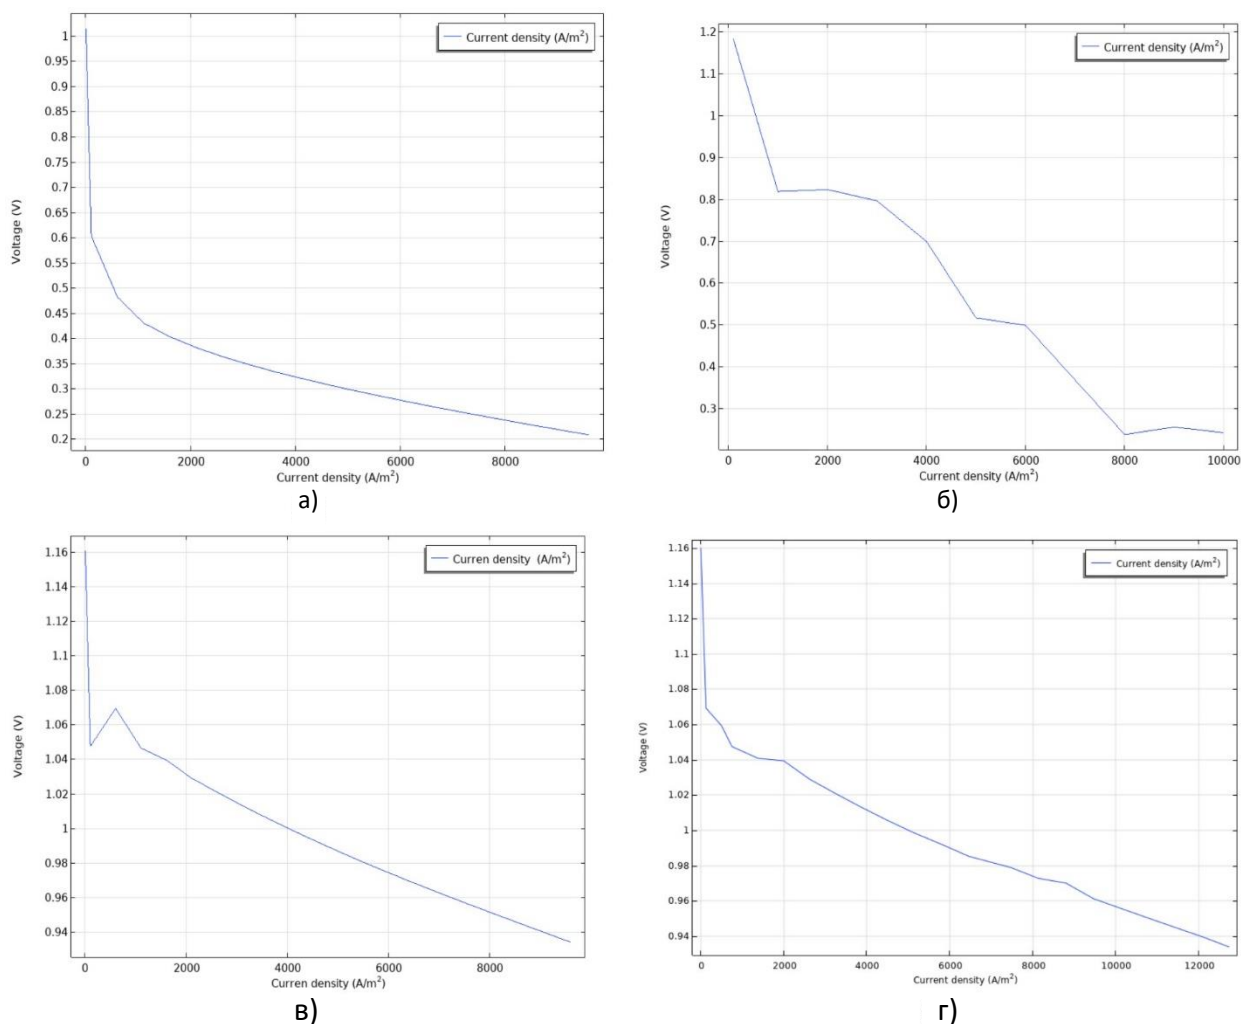 Current density (A/m²)
1
0.95
0.9
0.85
0.8
0.75
0.7
0.65
0.6
0.55
0.5
0.45
0.4
0.35
0.3
0.25
0.2
Voltage (V)
0 2000 4000 6000 8000
Current density (A/m²)
а)
Current density (A/m²)
1.2
1.1
1
0.9
0.8
0.7
0.6
0.5
0.4
0.3
Voltage (V)
0 2000 4000 6000 8000 10000
Current density (A/m²)
б)
Curren density (A/m²)
1.16
1.14
1.12
1.1
1.08
1.06
1.04
1.02
1
0.98
0.96
0.94
Voltage (V)
0 2000 4000 6000 8000
Curren density (A/m²)
в)
Current density (A/m²)
1.16
1.14
1.12
1.1
1.08
1.06
1.04
1.02
1
0.98
0.96
0.94
Voltage (V)
0 2000 4000 6000 8000 10000 12000
Current density (A/m²)
г)